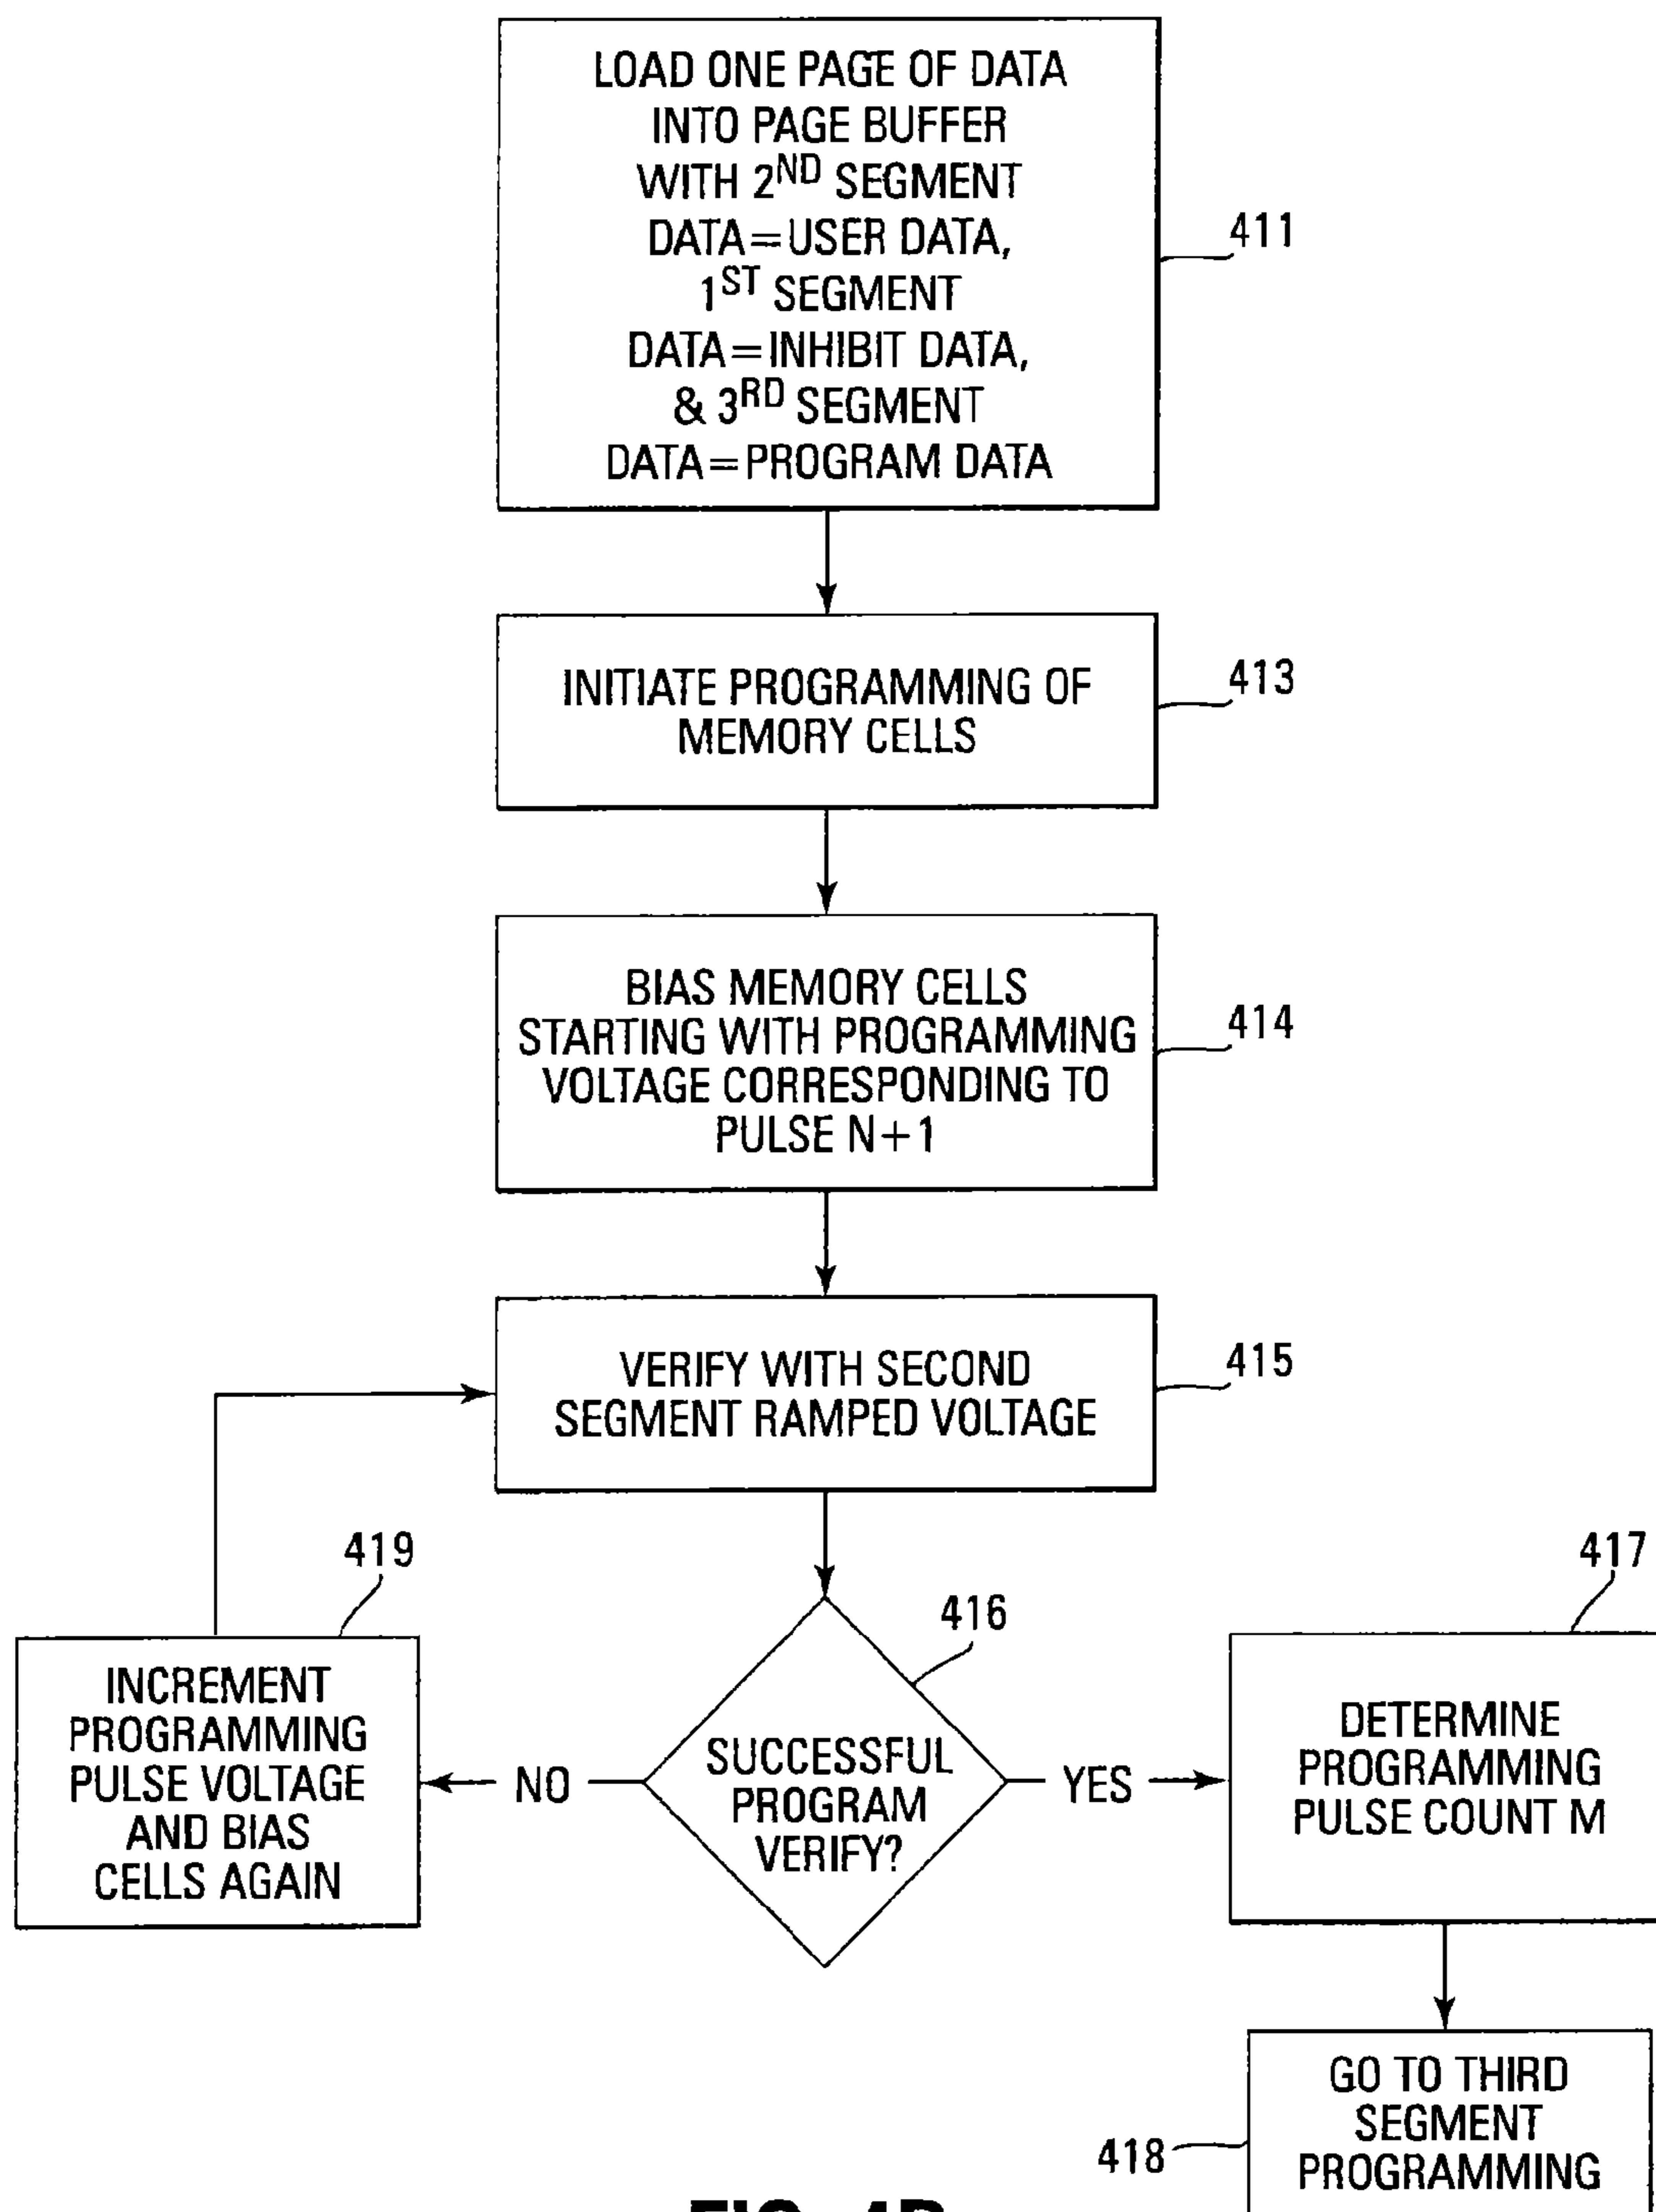 LOAD ONE PAGE OF DATA
INTO PAGE BUFFER
WITH 2ND SEGMENT
DATA=USER DATA,
1ST SEGMENT
DATA=INHIBIT DATA,
& 3RD SEGMENT
DATA=PROGRAM DATA
411
INITIATE PROGRAMMING OF
MEMORY CELLS
413
BIAS MEMORY CELLS
STARTING WITH PROGRAMMING
VOLTAGE CORRESPONDING TO
PULSE N+1
414
VERIFY WITH SECOND
SEGMENT RAMPED VOLTAGE
415
419
INCREMENT
PROGRAMMING
PULSE VOLTAGE
AND BIAS
CELLS AGAIN
NO
416
SUCCESSFUL
PROGRAM
VERIFY?
YES
417
DETERMINE
PROGRAMMING
PULSE COUNT M
418
GO TO THIRD
SEGMENT
PROGRAMMING